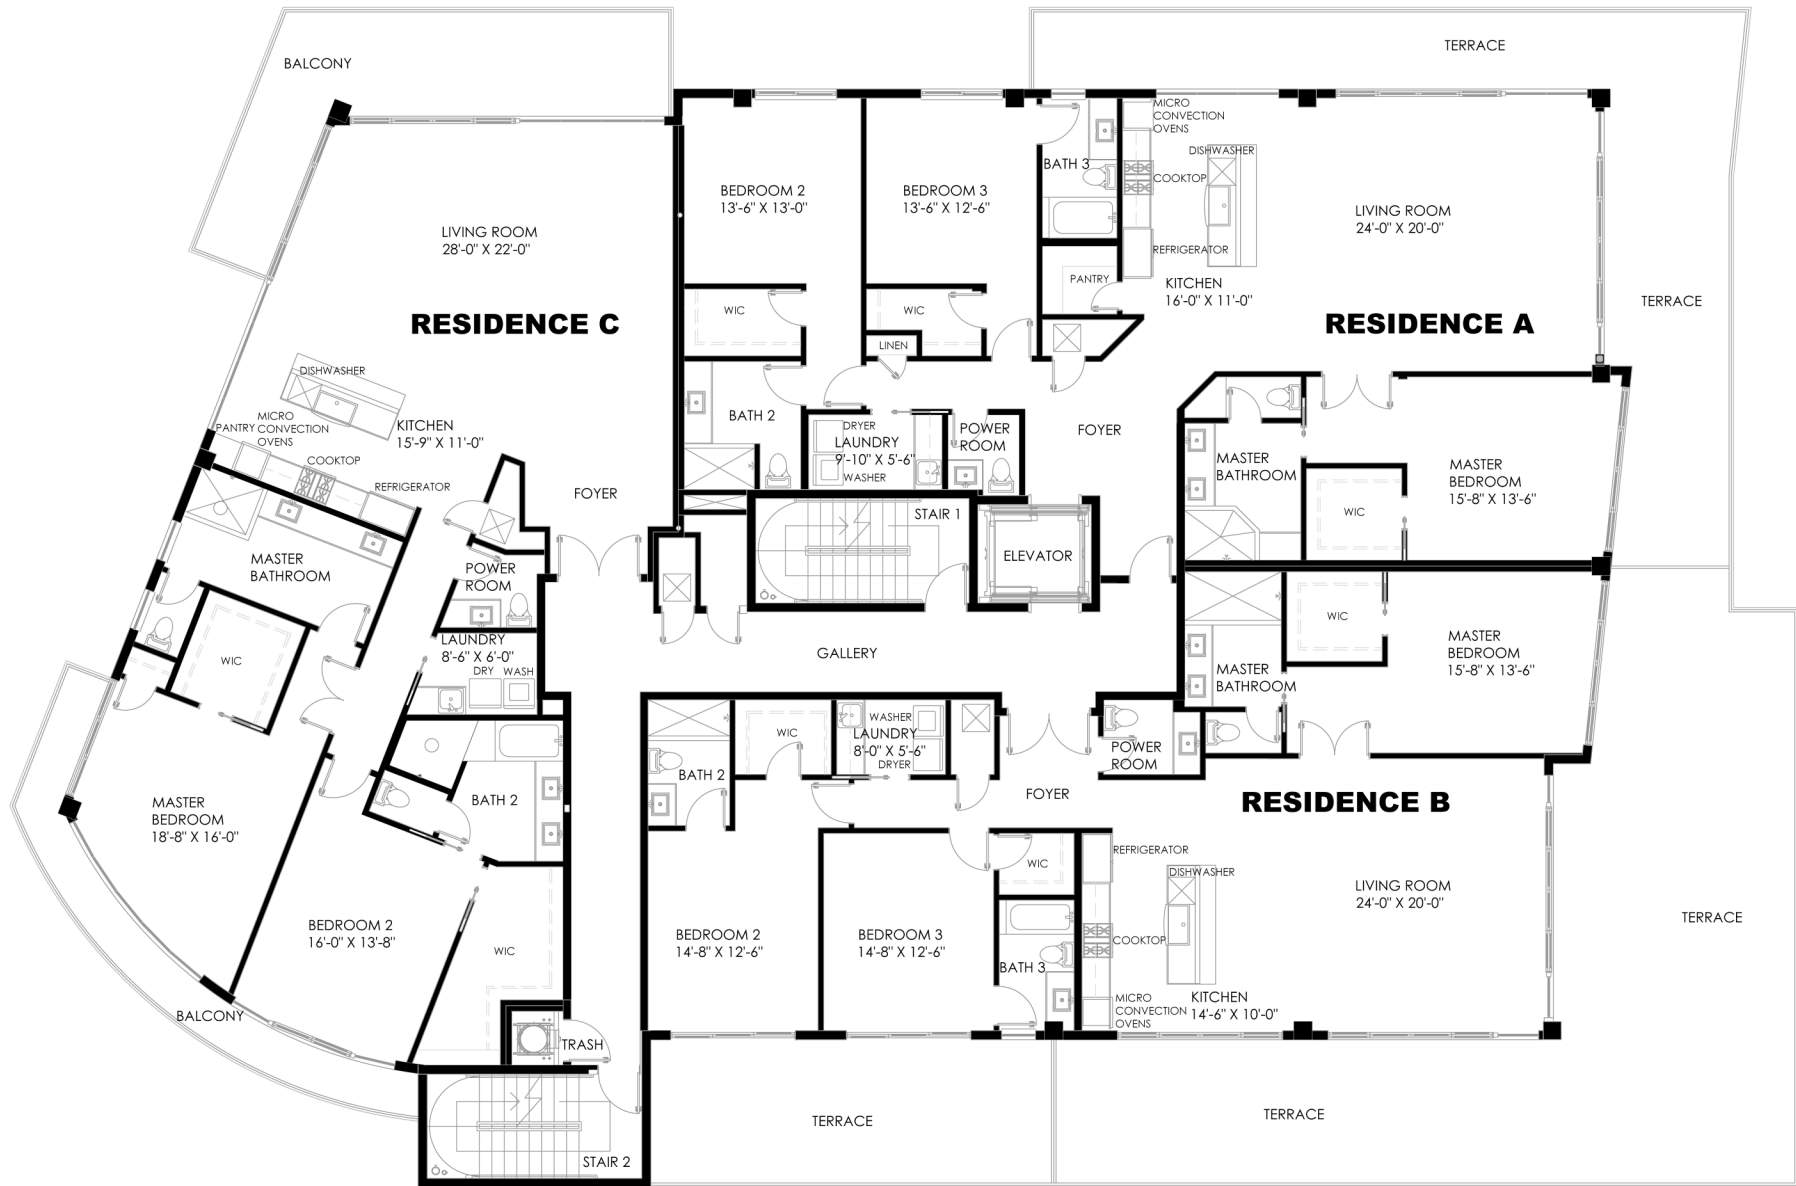 BALCONY
LIVING ROOM
28'-0" X 22'-0"
RESIDENCE C
DISHWASHER
KITCHEN
15'-9" X 11'-0"
MICRO
PANTRY CONVECTION
OVENS
COOKTOP
REFRIGERATOR
FOYER
MASTER
BATHROOM
POWER
ROOM
WIC
LAUNDRY
8'-6" X 6'-0"
DRY
WASH
MASTER
BEDROOM
18'-8" X 16'-0"
BATH 2
BEDROOM 2
16'-0" X 13'-8"
WIC
BALCONY
TRASH
STAIR 2
BEDROOM 2
13'-6" X 13'-0"
WIC
BATH 2
BEDROOM 3
13'-6" X 12'-6"
WIC
LINEN
DRYER
LAUNDRY
9'-10" X 5'-6"
WASHER
POWER
ROOM
BATH 3
PANTRY
FOYER
TERRACE
MICRO
CONVECTION
OVENS
DISHWASHER
COOKTOP
REFRIGERATOR
KITCHEN
16'-0" X 11'-0"
LIVING ROOM
24'-0" X 20'-0"
RESIDENCE A
TERRACE
MASTER
BATHROOM
WIC
MASTER
BEDROOM
15'-8" X 13'-6"
STAIR 1
ELEVATOR
GALLERY
WIC
MASTER
BATHROOM
MASTER
BEDROOM
15'-8" X 13'-6"
BATH 2
WIC
WASHER
LAUNDRY
8'-0" X 5'-6"
DRYER
POWER
ROOM
FOYER
RESIDENCE B
WIC
REFRIGERATOR
DISHWASHER
LIVING ROOM
24'-0" X 20'-0"
BEDROOM 2
14'-8" X 12'-6"
BEDROOM 3
14'-8" X 12'-6"
BATH 3
COOKTOP
MICRO
CONVECTION
OVENS
KITCHEN
14'-6" X 10'-0"
TERRACE
TERRACE
TERRACE